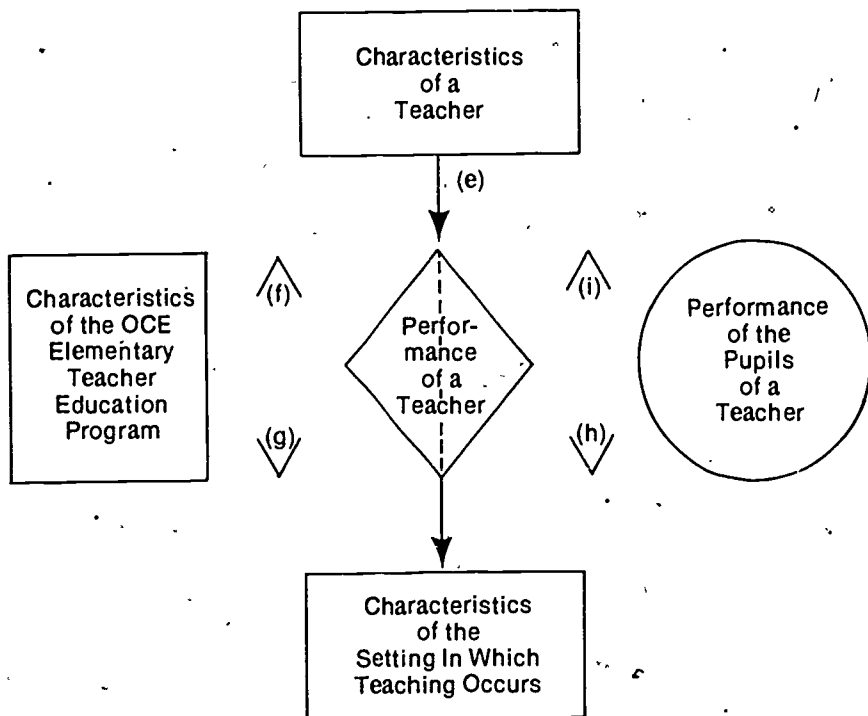 Characteristics
of a
Teacher
(e)
Characteristics
of the OCE
Elementary
Teacher
Education
Program
(f)
(g)
Perfor-
mance
of a
Teacher
(i)
(h)
Performance
of the
Pupils
of a
Teacher
Characteristics
of the
Setting In Which
Teaching Occurs